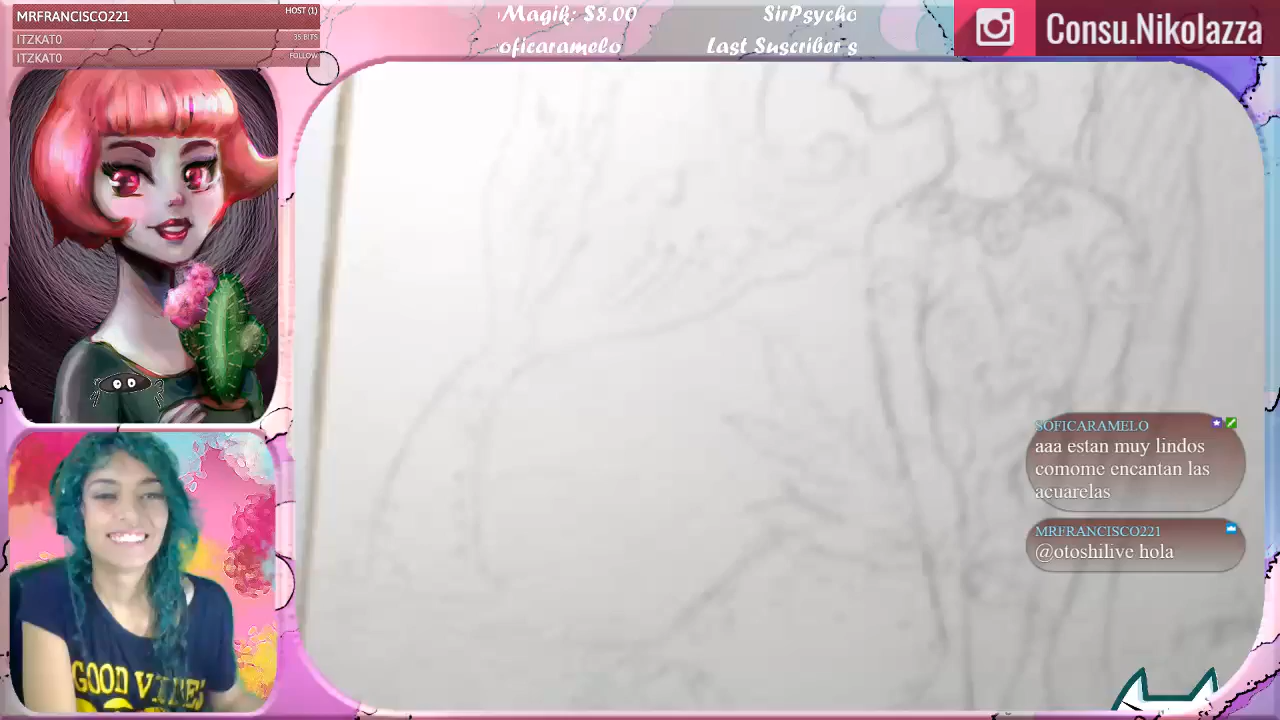 MRFRANCISCO221 HOST (1)
ITZKAT0 35 BITS
ITZKAT0 FOLLOW
Magik: $8.00 SirPsycho
oficaramelo Last Suscriber s
Consu.Nikolazza
SOFICARAMELO
aaa estan muy lindos
comome encantan las
acuarelas
MRFRANCISCO221
@otoshilive hola
GOOD VIBES